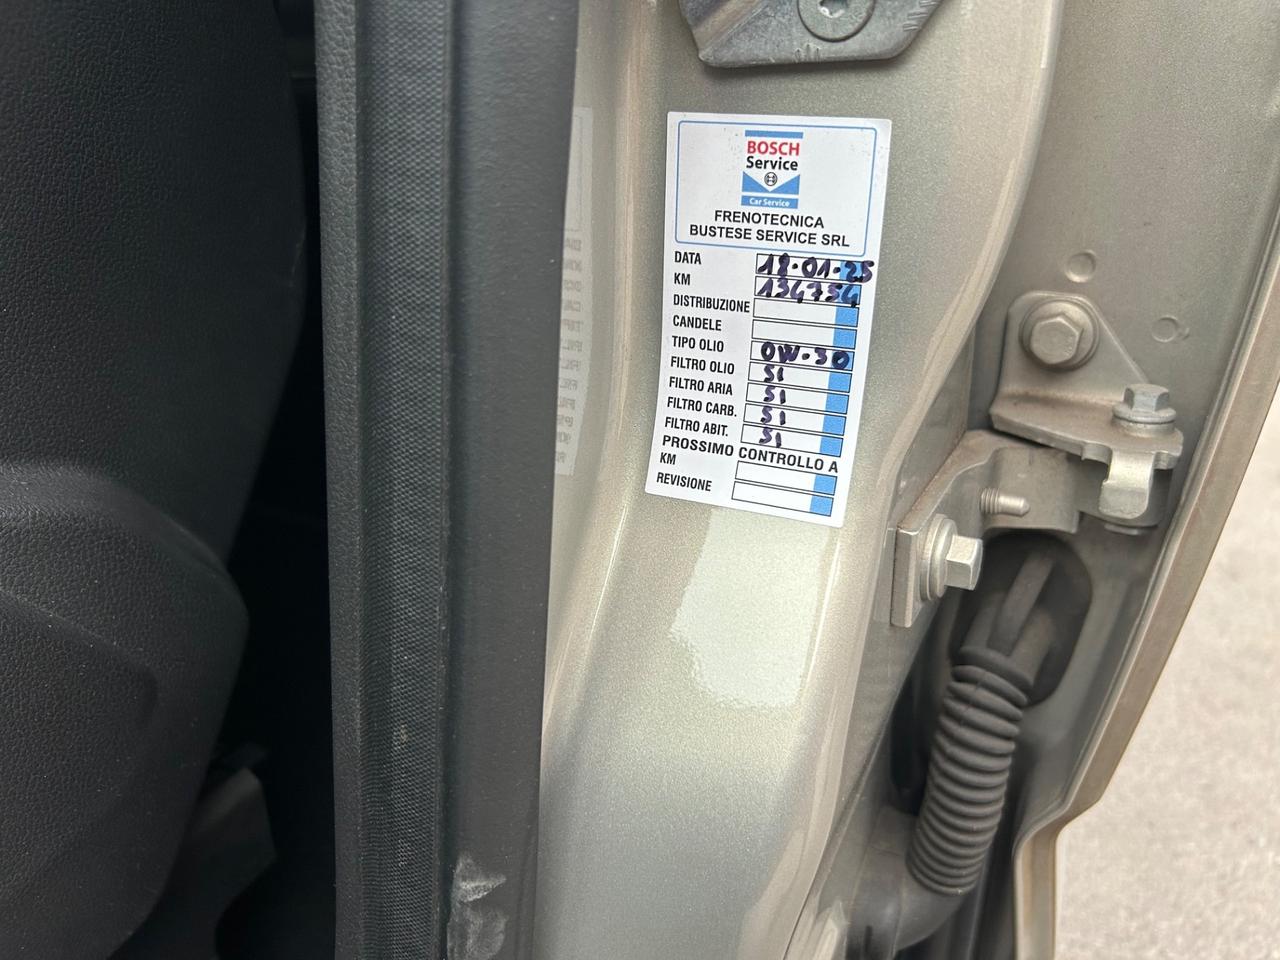 BOSCH
Service
Car Service
FRENOTECNICA
BUSTESE SERVICE SRL
DATA 18-01-25
KM 134754
DISTRIBUZIONE
CANDELE
TIPO OLIO 0W-30
FILTRO OLIO SI
FILTRO ARIA SI
FILTRO CARB. SI
FILTRO ABIT. SI
PROSSIMO CONTROLLO A
KM
REVISIONE